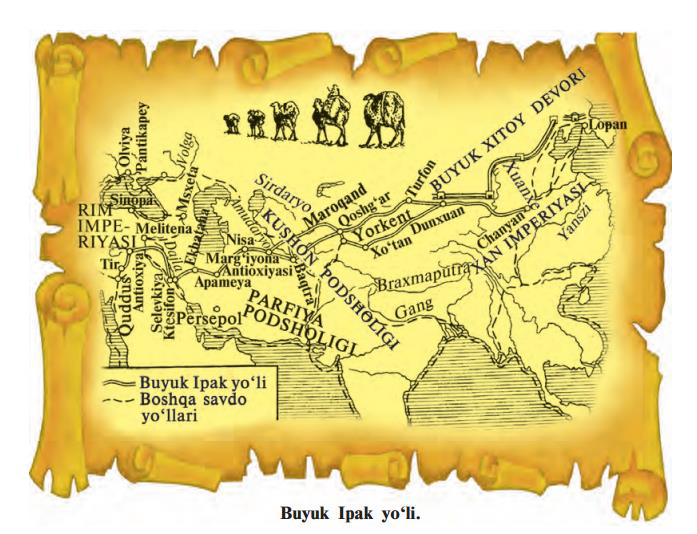 BUYUK XITOY DEVORI
Lopan
Olviya
Pantikapey
Volga
Msxeta
Sinopa
RIM
IMPE-
RIYASI
Melitena
Ekbatana
Sirdaryo
Amudaryo
Maroqand
Turfon
Qoshg‘ar
Yorkent
Dunxuan
Xo‘tan
Xuanxe
Chanyan
XAN IMPERIYASI
Yanszi
KUSHON PODSHOLIGI
Nisa
Marg‘iyona
Antioxiyasi
Apameya
Baqtra
Tir
Quddus
Antioxiya
Selevkiya
Ktesifon
Persepol
PARFIYA
PODSHOLIGI
Braxmaputra
Gang
Buyuk Ipak yo‘li
Boshqa savdo
yo‘llari
Buyuk Ipak yo‘li.